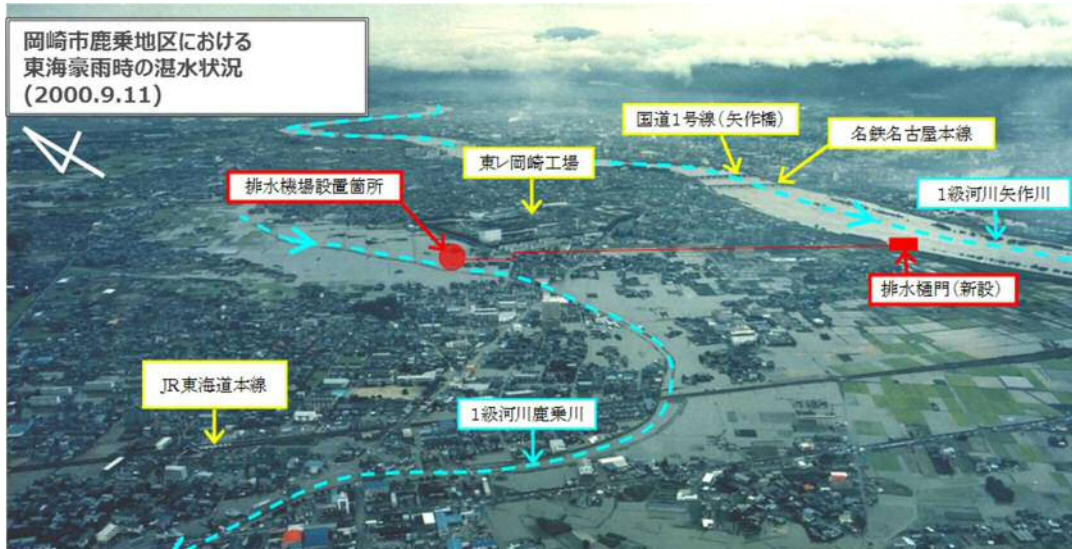 岡崎市鹿乗地区における
東海豪雨時の湛水状況
(2000.9.11)
国道1号線(矢作橋)
名鉄名古屋本線
東レ岡崎工場
排水機場設置箇所
1級河川矢作川
排水樋門(新設)
JR東海道本線
1級河川鹿乗川